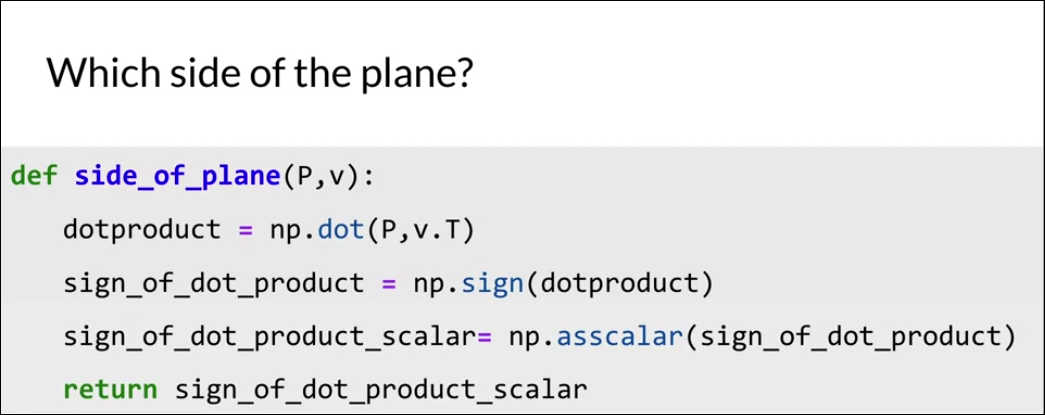 Which side of the plane?
def side_of_plane(P,v):
dotproduct = np.dot(P,v.T)
sign_of_dot_product = np.sign(dotproduct)
sign_of_dot_product_scalar= np.asscalar(sign_of_dot_product)
return sign_of_dot_product_scalar